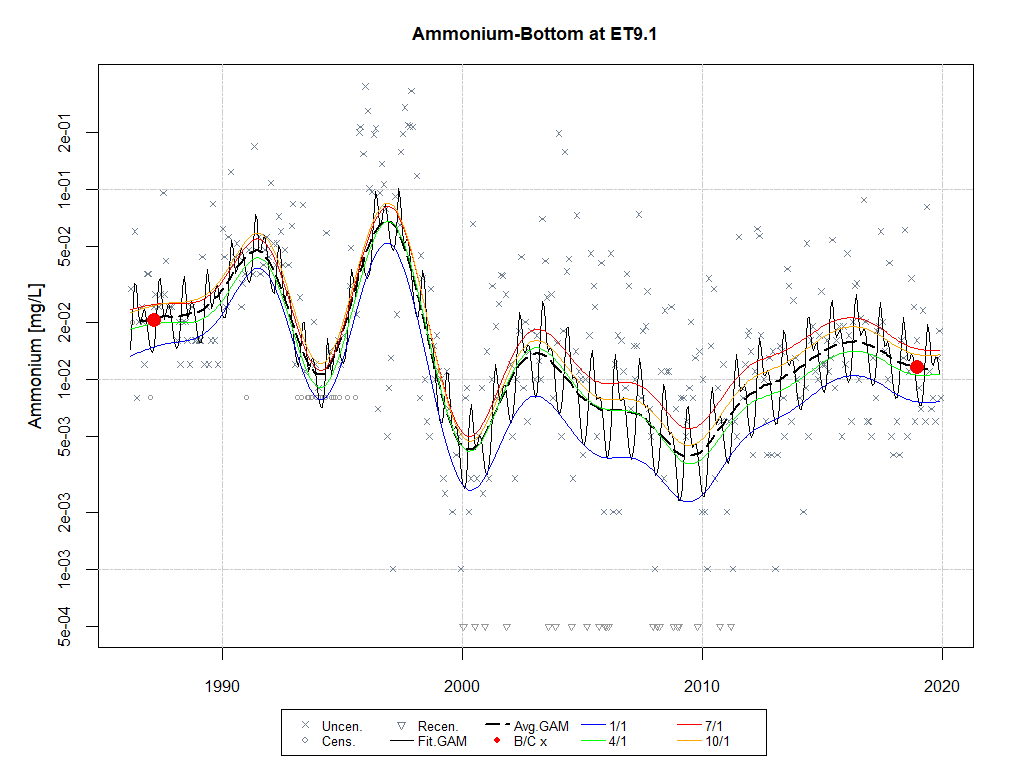 Ammonium-Bottom at ET9.1
Ammonium [mg/L]
2e-01
1e-01
5e-02
2e-02
1e-02
5e-03
2e-03
1e-03
5e-04
1990 2000 2010 2020
Uncen. Recen. Avg.GAM 1/1 7/1
Cens. Fit.GAM B/C x 4/1 10/1